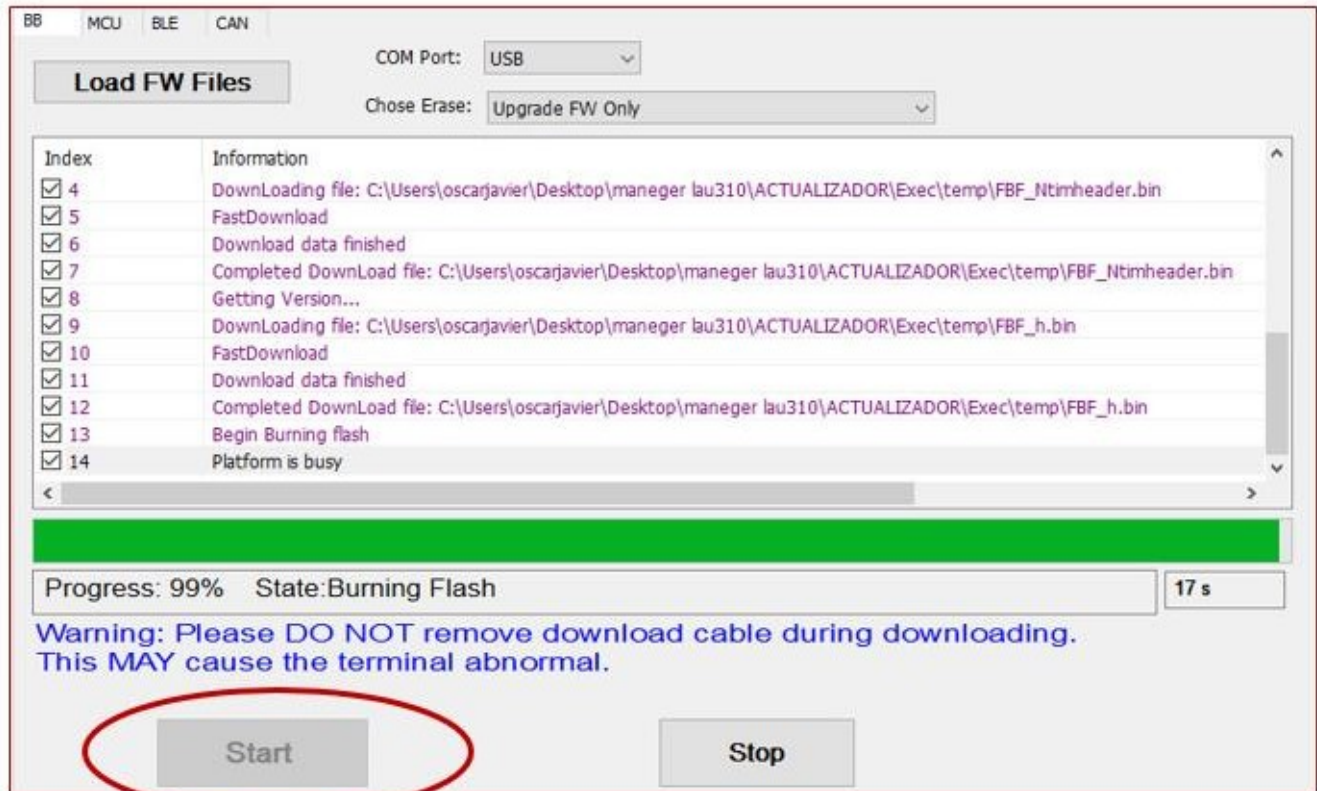 BB MCU BLE CAN
COM Port: USB
Load FW Files
Chose Erase: Upgrade FW Only
Index Information
4 DownLoading file: C:\Users\oscarjavier\Desktop\maneger lau310\ACTUALIZADOR\Exec\temp\FBF_Ntimheader.bin
5 FastDownload
6 Download data finished
7 Completed DownLoad file: C:\Users\oscarjavier\Desktop\maneger lau310\ACTUALIZADOR\Exec\temp\FBF_Ntimheader.bin
8 Getting Version...
9 DownLoading file: C:\Users\oscarjavier\Desktop\maneger lau310\ACTUALIZADOR\Exec\temp\FBF_h.bin
10 FastDownload
11 Download data finished
12 Completed DownLoad file: C:\Users\oscarjavier\Desktop\maneger lau310\ACTUALIZADOR\Exec\temp\FBF_h.bin
13 Begin Burning flash
14 Platform is busy
Progress: 99% State:Burning Flash 17 s
Warning: Please DO NOT remove download cable during downloading.
This MAY cause the terminal abnormal.
Start Stop